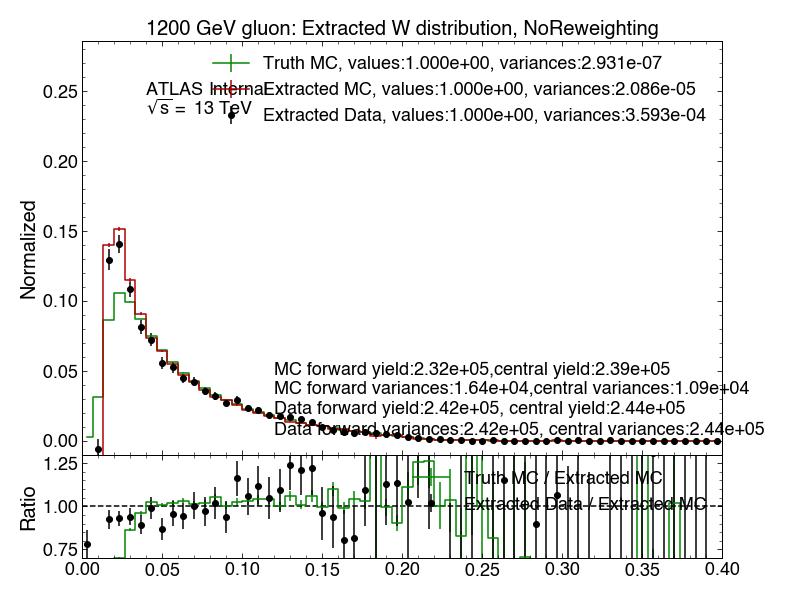 1200 GeV gluon: Extracted W distribution, NoReweighting
Truth MC, values:1.000e+00, variances:2.931e-07
ATLAS Internal
Extracted MC, values:1.000e+00, variances:2.086e-05
√s = 13 TeV
Extracted Data, values:1.000e+00, variances:3.593e-04
0.25
0.20
0.15
0.10
0.05
0.00
Normalized
MC forward yield:2.32e+05,central yield:2.39e+05
MC forward variances:1.64e+04,central variances:1.09e+04
Data forward yield:2.42e+05, central yield:2.44e+05
Data forward variances:2.42e+05, central variances:2.44e+05
1.25
1.00
0.75
Ratio
Truth MC / Extracted MC
Extracted Data / Extracted MC
0.00 0.05 0.10 0.15 0.20 0.25 0.30 0.35 0.40